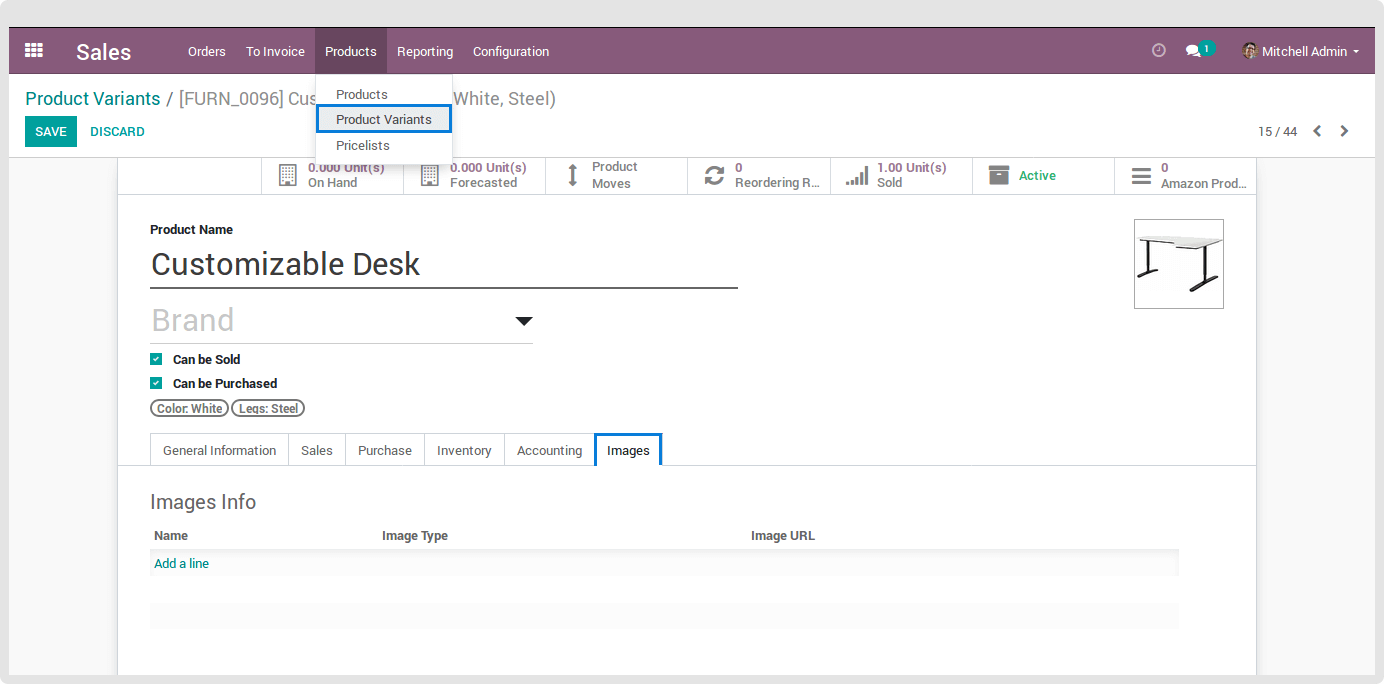 Sales Orders To Invoice Products Reporting Configuration 1 Mitchell Admin
Products
Product Variants
Pricelists
Product Variants / [FURN_0096] Cus White, Steel)
SAVE DISCARD 15 / 44
0.000 Unit(s)
On Hand
0.000 Unit(s)
Forecasted
Product
Moves
0
Reordering R...
1.00 Unit(s)
Sold
Active
0
Amazon Prod...
Product Name
Customizable Desk
Brand
Can be Sold
Can be Purchased
Color: White Legs: Steel
General Information Sales Purchase Inventory Accounting Images
Images Info
Name Image Type Image URL
Add a line